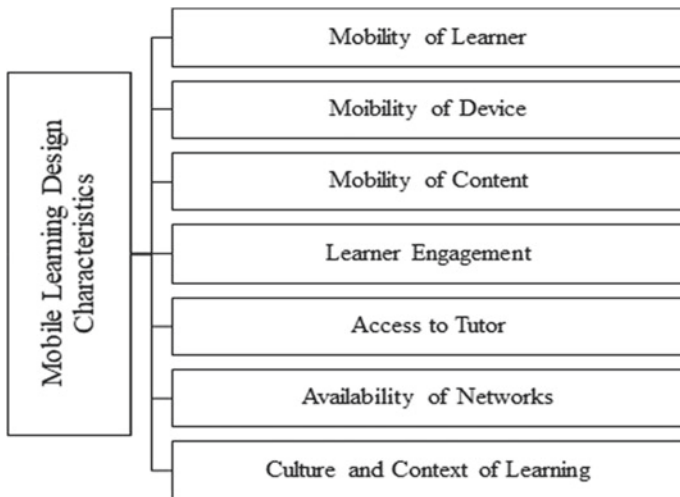 Mobile Learning Design
Characteristics
Mobility of Learner
Moibility of Device
Mobility of Content
Learner Engagement
Access to Tutor
Availability of Networks
Culture and Context of Learning